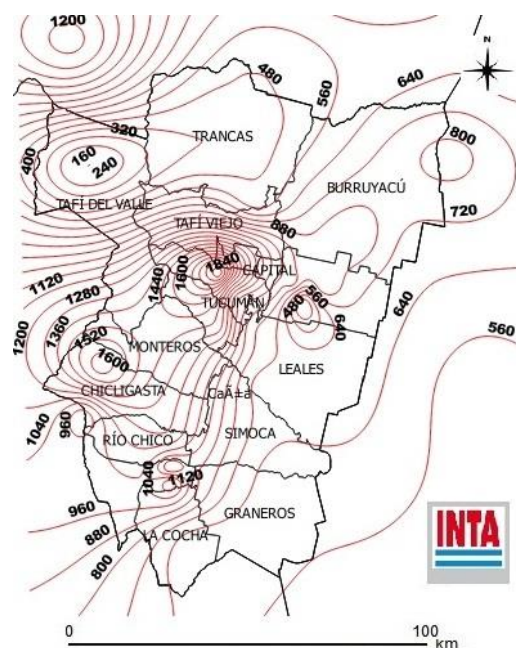 1200
480
N
640
560
320
TRANCAS
800
400
160
240
BURRUYACÚ
TAFÍ DEL VALLE
720
TAFÍ VIEJO
880
1840
CAPITAL
1120
1280
1440
1600
TUCUMÁN
480
560
640
640
1200
1360
1520
MONTEROS
560
1600
LEALES
CHICLIGASTA
CaÃ±a
1040
960
RÍO CHICO
SIMOCA
1040
1120
960
GRANEROS
INTA
880
LA COCHA
800
0
100
km